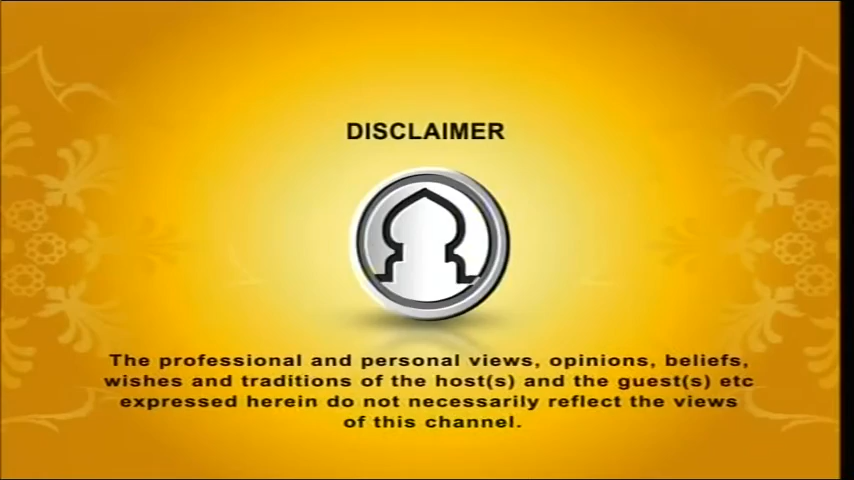 DISCLAIMER
The professional and personal views, opinions, beliefs,
wishes and traditions of the host(s) and the guest(s) etc
expressed herein do not necessarily reflect the views
of this channel.